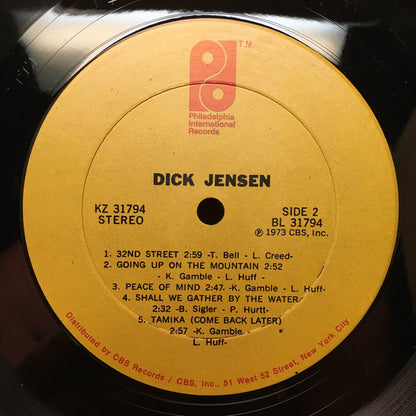 T.M.
Philadelphia
International
Records
DICK JENSEN
KZ 31794
STEREO
SIDE 2
BL 31794
℗ 1973 CBS, Inc.
1. 32ND STREET 2:59 -T. Bell - L. Creed-
2. GOING UP ON THE MOUNTAIN 2:52
- K. Gamble - L. Huff -
3. PEACE OF MIND 2:47 -K. Gamble - L. Huff-
4. SHALL WE GATHER BY THE WATER
2:32 -B. Sigler - P. Hurtt-
5. TAMIKA (COME BACK LATER)
2:57 -K. Gamble -
L. Huff-
Distributed by CBS Records / CBS, Inc., 51 West 52 Street, New York City